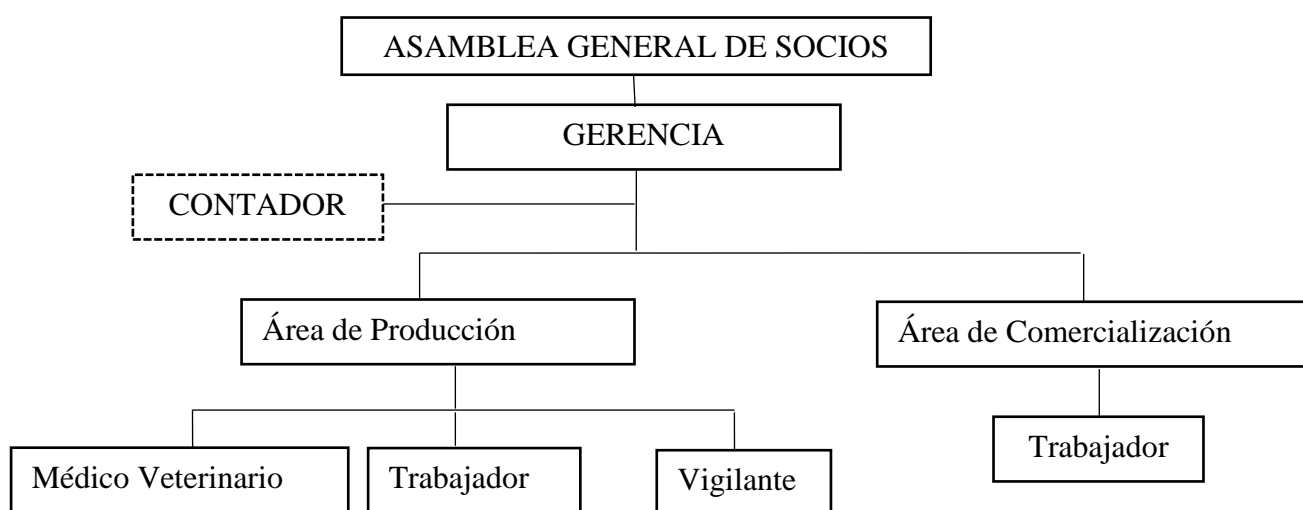 ASAMBLEA GENERAL DE SOCIOS
GERENCIA
CONTADOR
Área de Producción
Área de Comercialización
Médico Veterinario
Trabajador
Vigilante
Trabajador